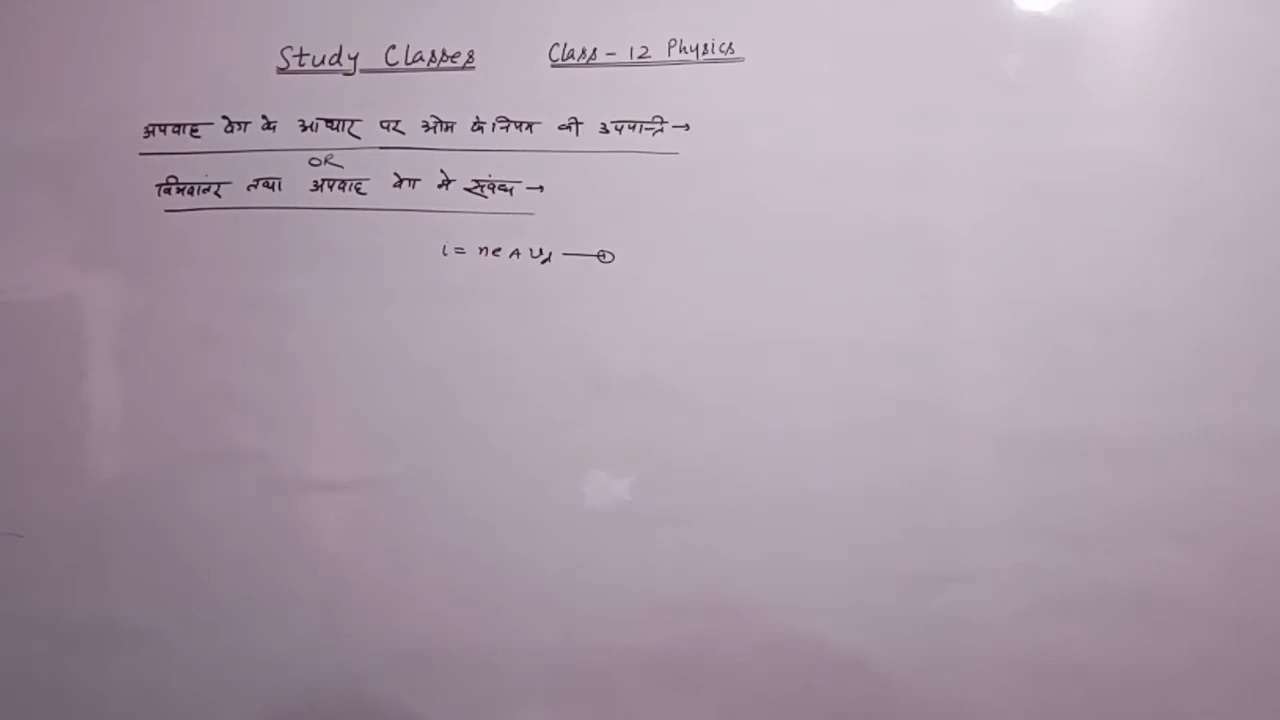 Study Classes Class - 12 Physics
अपवाह वेग के आधार पर ओम के नियम की उपपत्ति →
OR
विभवांतर तथा अपवाह वेग मे संबंध →
i = neAVd —①